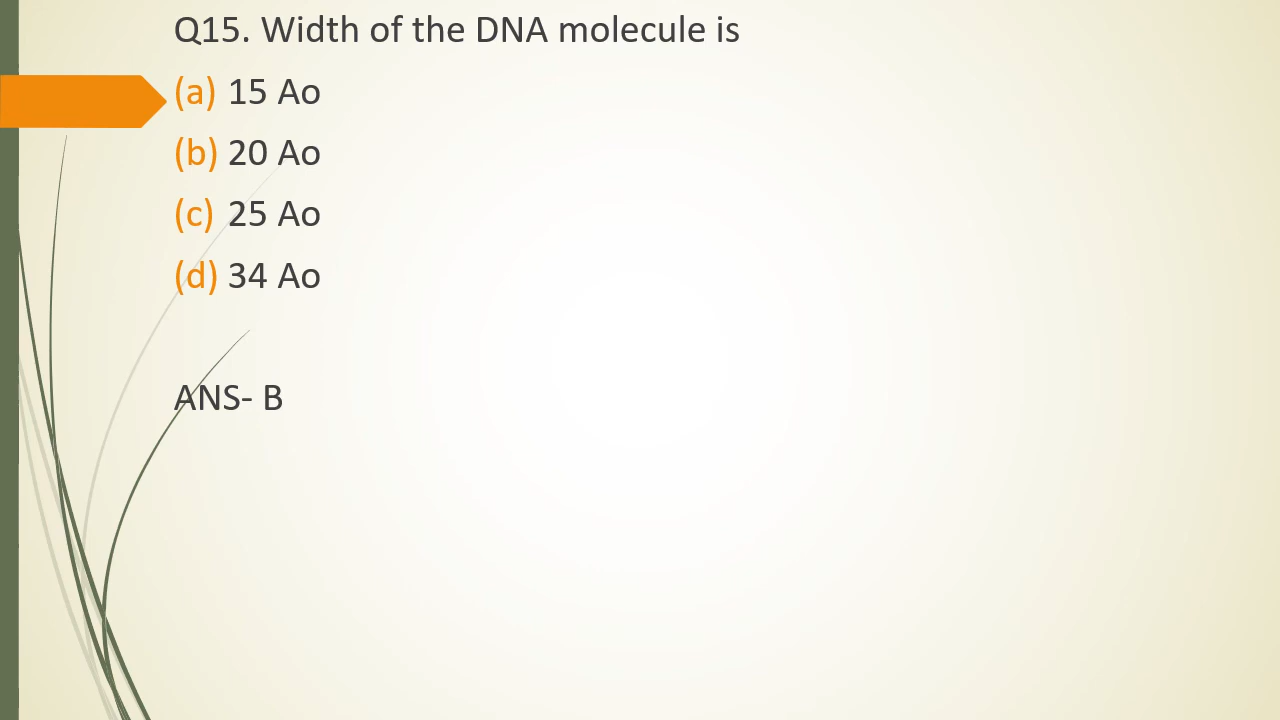 Q15. Width of the DNA molecule is
(a) 15 Ao
(b) 20 Ao
(c) 25 Ao
(d) 34 Ao
ANS- B